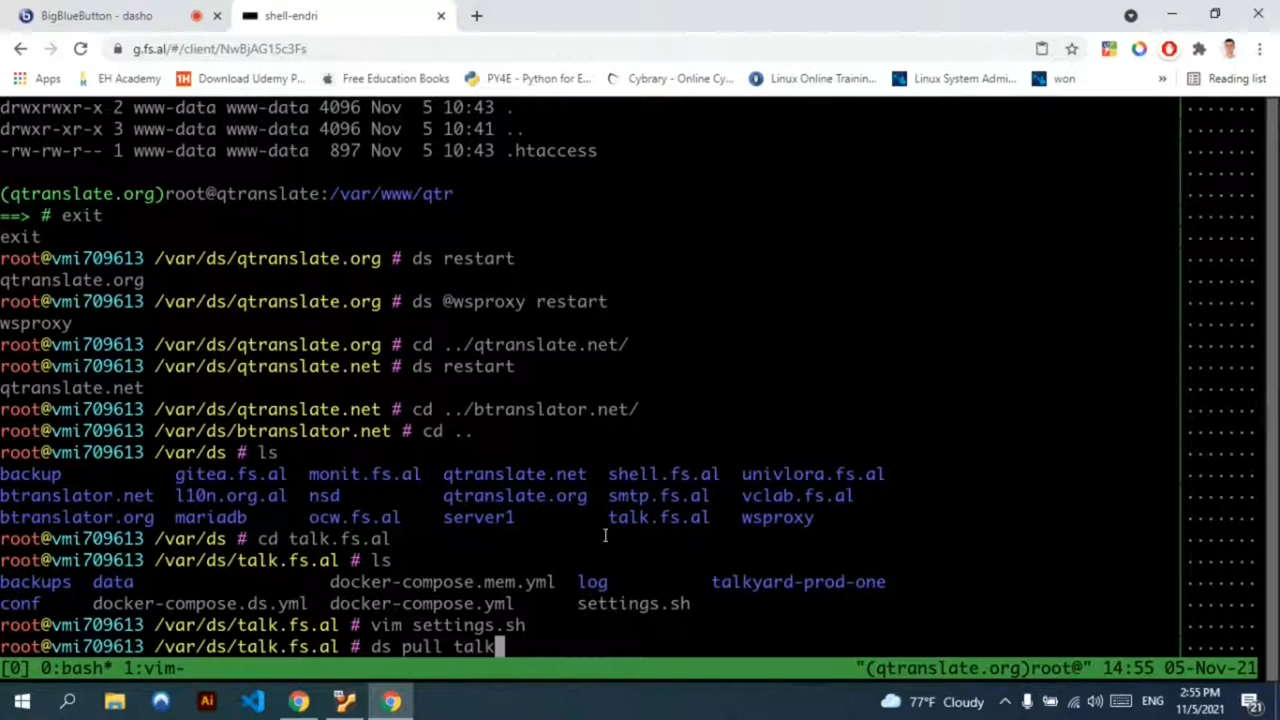 BigBlueButton - dasho
shell-endri
g.fs.al/#/client/NwBjAG15c3Fs
Apps EH Academy Download Udemy P... Free Education Books PY4E - Python for E... Cybrary - Online Cy... Linux Online Trainin... Linux System Admi... won » Reading list
drwxrwxr-x 2 www-data www-data 4096 Nov  5 10:43 .
drwxr-xr-x 3 www-data www-data 4096 Nov  5 10:41 ..
-rw-rw-r-- 1 www-data www-data  897 Nov  5 10:43 .htaccess
(qtranslate.org)root@qtranslate:/var/www/qtr
==> # exit
exit
root@vmi709613 /var/ds/qtranslate.org # ds restart
qtranslate.org
root@vmi709613 /var/ds/qtranslate.org # ds @wsproxy restart
wsproxy
root@vmi709613 /var/ds/qtranslate.org # cd ../qtranslate.net/
root@vmi709613 /var/ds/qtranslate.net # ds restart
qtranslate.net
root@vmi709613 /var/ds/qtranslate.net # cd ../btranslator.net/
root@vmi709613 /var/ds/btranslator.net # cd ..
root@vmi709613 /var/ds # ls
backup gitea.fs.al monit.fs.al qtranslate.net shell.fs.al univlora.fs.al
btranslator.net l10n.org.al nsd qtranslate.org smtp.fs.al vclab.fs.al
btranslator.org mariadb ocw.fs.al server1 talk.fs.al wsproxy
root@vmi709613 /var/ds # cd talk.fs.al
root@vmi709613 /var/ds/talk.fs.al # ls
backups data docker-compose.mem.yml log talkyard-prod-one
conf docker-compose.ds.yml docker-compose.yml settings.sh
root@vmi709613 /var/ds/talk.fs.al # vim settings.sh
root@vmi709613 /var/ds/talk.fs.al # ds pull talk
[0] 0:bash* 1:vim- "(qtranslate.org)root@" 14:55 05-Nov-21
77°F Cloudy ENG 2:55 PM
11/5/2021 21